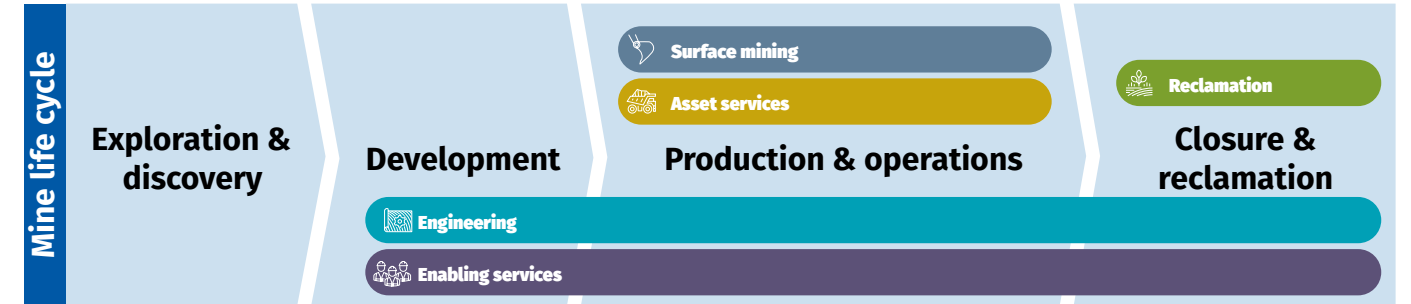 Mine life cycle
Exploration &
discovery
Development
Surface mining
Asset services
Production & operations
Reclamation
Closure &
reclamation
Engineering
Enabling services